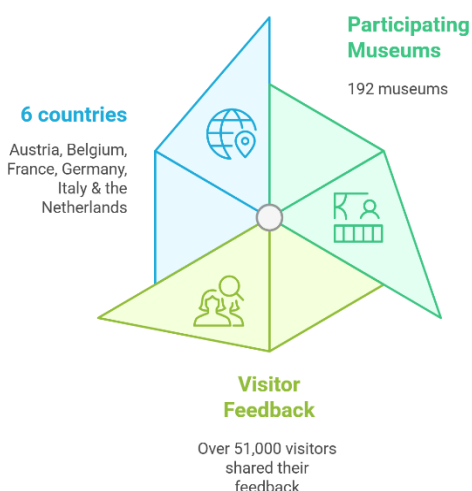 Participating
Museums
192 museums
6 countries
Austria, Belgium,
France, Germany,
Italy & the
Netherlands
Visitor
Feedback
Over 51,000 visitors
shared their
feedback